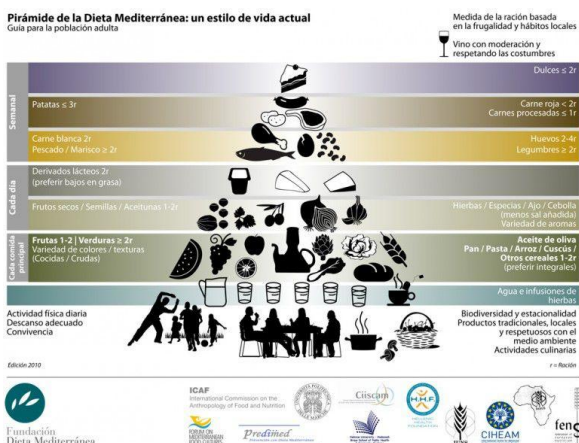 Pirámide de la Dieta Mediterránea: un estilo de vida actual
Guía para la población adulta
Medida de la ración basada
en la frugalidad y hábitos locales
Vino con moderación y
respetando las costumbres
Semanal
Dulces ≤ 2r
Patatas ≤ 3r
Carne roja < 2r
Carnes procesadas ≤ 1r
Carne blanca 2r
Pescado / Marisco ≥ 2r
Huevos 2-4r
Legumbres ≥ 2r
Cada día
Derivados lácteos 2r
(preferir bajos en grasa)
Frutos secos / Semillas / Aceitunas 1-2r
Hierbas / Especias / Ajo / Cebolla
(menos sal añadida)
Variedad de aromas
Cada comida
principal
Frutas 1-2 | Verduras ≥ 2r
Variedad de colores / texturas
(Cocidas / Crudas)
Aceite de oliva
Pan / Pasta / Arroz / Cuscús /
Otros cereales 1-2r
(preferir integrales)
Agua e infusiones de
hierbas
Actividad física diaria
Descanso adecuado
Convivencia
Biodiversidad y estacionalidad
Productos tradicionales, locales
y respetuosos con el
medio ambiente
Actividades culinarias
Edición 2010
r = Ración
Fundación
Dieta Mediterránea
ICAF
International Commission on the
Anthropology of Food and Nutrition
FORUM ON
MEDITERRANEAN
FOOD CULTURES
Predimed
Ciiscam
H.H.F.
CIHEAM